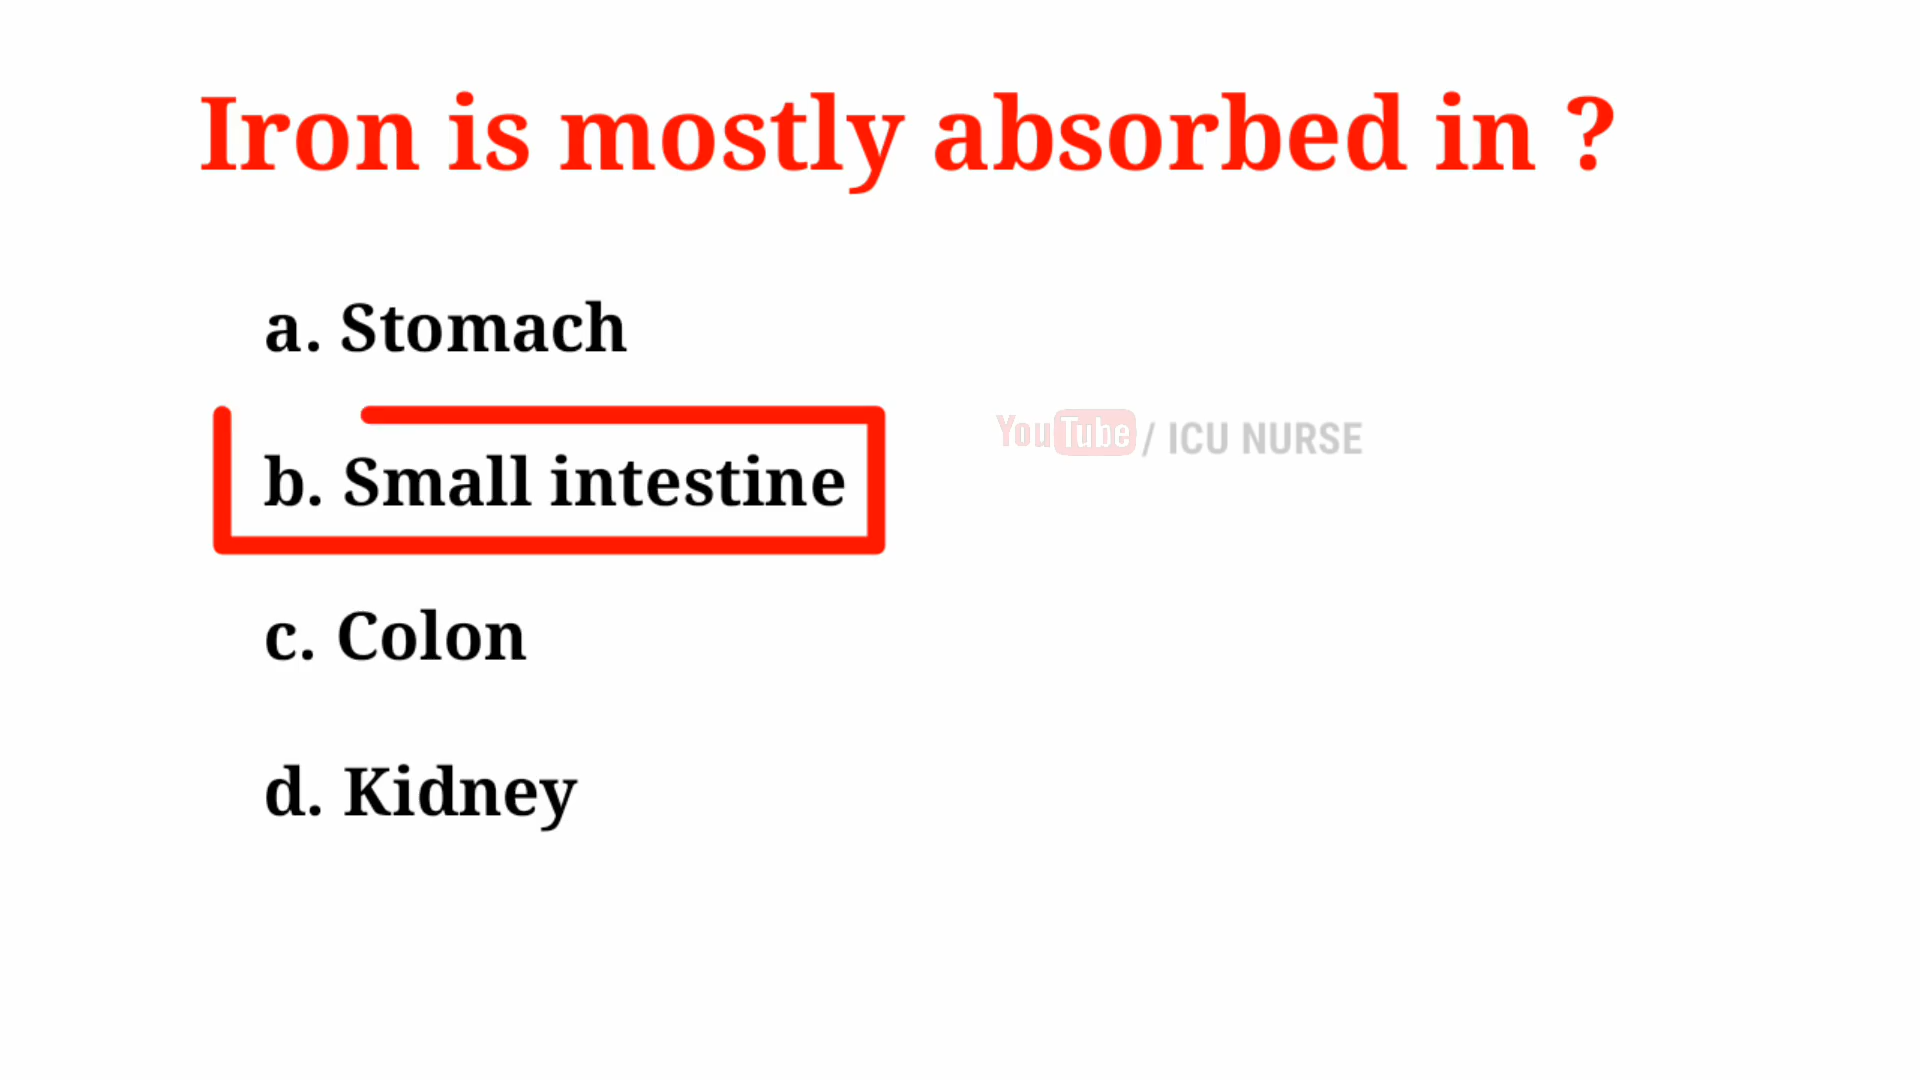 Iron is mostly absorbed in ?
a. Stomach
YouTube / ICU NURSE
b. Small intestine
c. Colon
d. Kidney